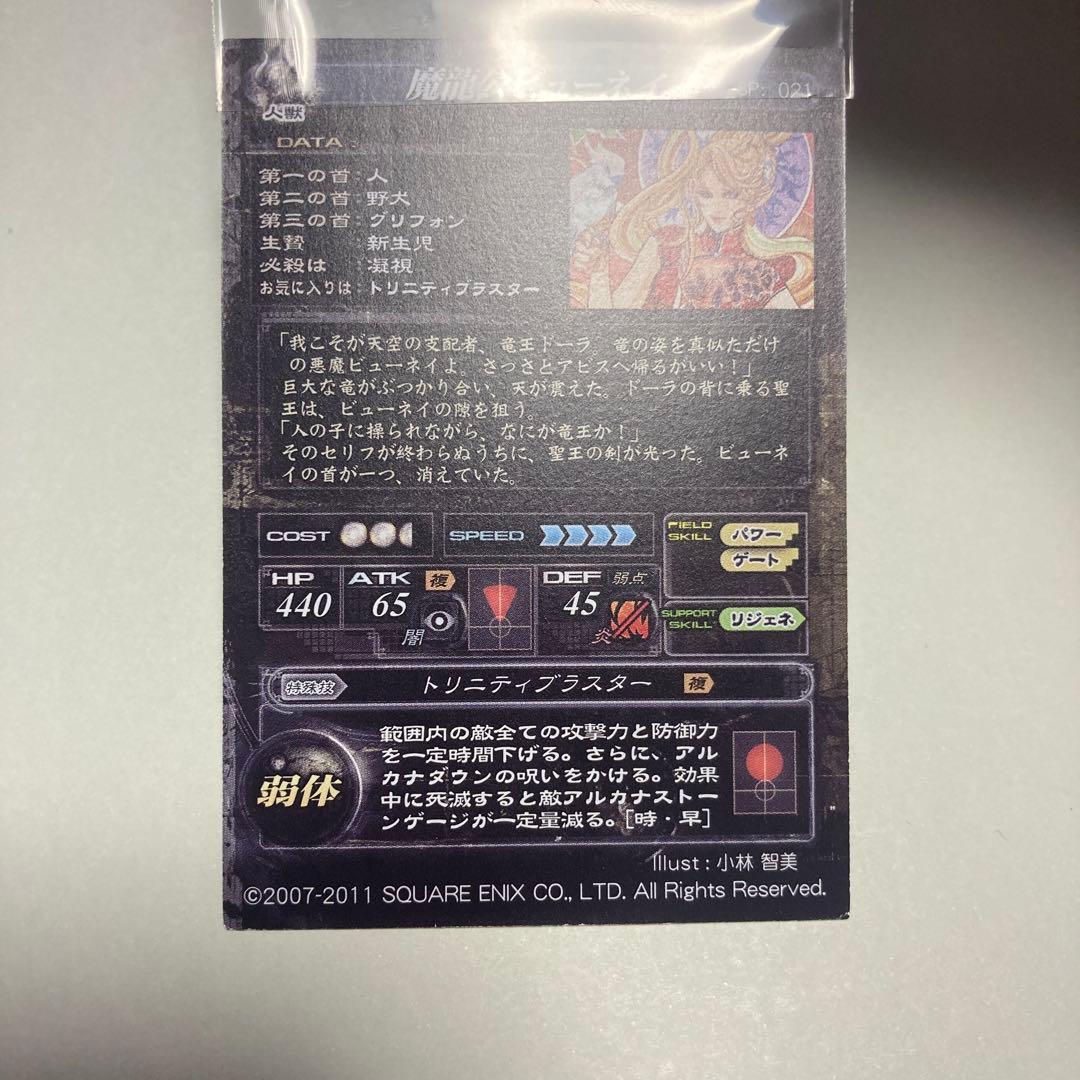 魔龍公ビューネイ SP. 021
人獣
DATA
第一の首：人
第二の首：野犬
第三の首：グリフォン
生贄　　：新生児
必殺は　：凝視
お気に入りは：トリニティブラスター
「我こそが天空の支配者、竜王ドーラ。竜の姿を真似ただけ
の悪魔ビューネイよ。さっさとアビスへ帰るがいい！」
巨大な竜がぶつかり合い、天が震えた。ドーラの背に乗る聖
王は、ビューネイの隙を狙う。
「人の子に操られながら、なにが竜王か！」
そのセリフが終わらぬうちに、聖王の剣が光った。ビューネ
イの首が一つ、消えていた。
COST
SPEED
FIELD SKILL パワー
ゲート
HP 440
ATK 複 65
闇
DEF 45 弱点
炎
SUPPORT SKILL リジェネ
特殊技 トリニティブラスター 複
弱体
範囲内の敵全ての攻撃力と防御力
を一定時間下げる。さらに、アル
カナダウンの呪いをかける。効果
中に死滅すると敵アルカナストー
ンゲージが一定量減る。[時・早]
Illust：小林 智美
©2007-2011 SQUARE ENIX CO., LTD. All Rights Reserved.